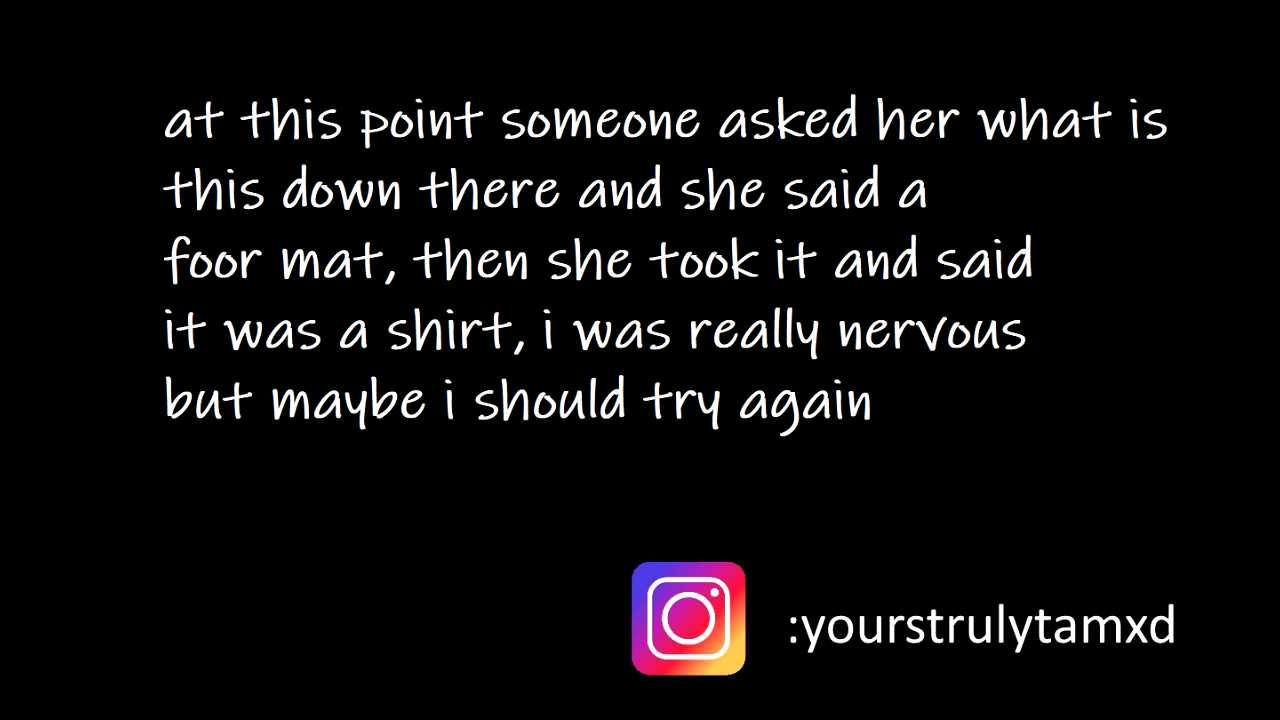 at this point someone asked her what is
this down there and she said a
foor mat, then she took it and said
it was a shirt, i was really nervous
but maybe i should try again
:yourstrulytamxd